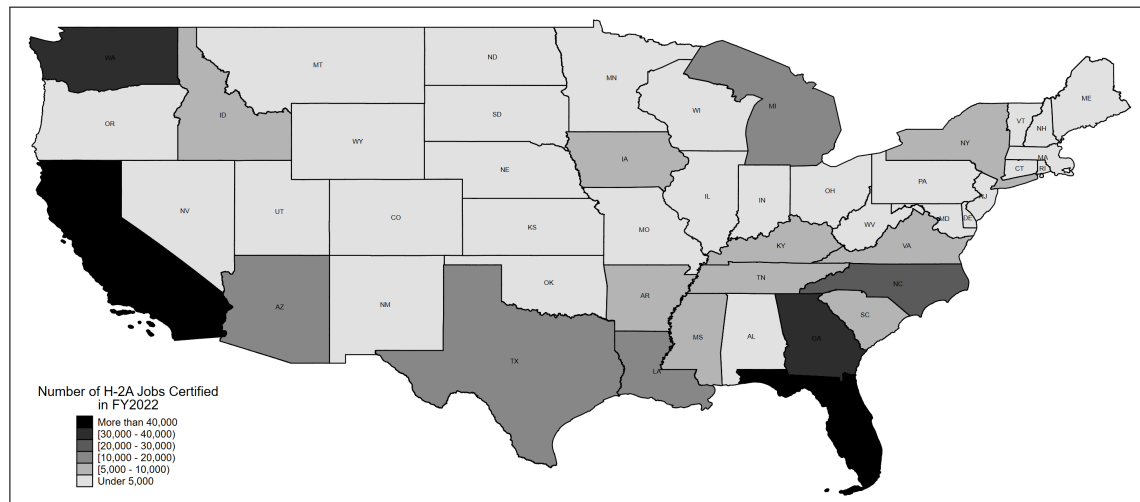 WA
MT
ND
MN
ME
OR
ID
SD
WI
MI
VT
NH
WY
NY
MA
CT
RI
IA
NE
PA
NJ
NV
UT
CO
IL
IN
OH
MD
DE
KS
MO
WV
KY
VA
AZ
NM
OK
AR
TN
NC
SC
TX
LA
MS
AL
GA
Number of H-2A Jobs Certified
in FY2022
More than 40,000
[30,000 - 40,000)
[20,000 - 30,000)
[10,000 - 20,000)
[5,000 - 10,000)
Under 5,000